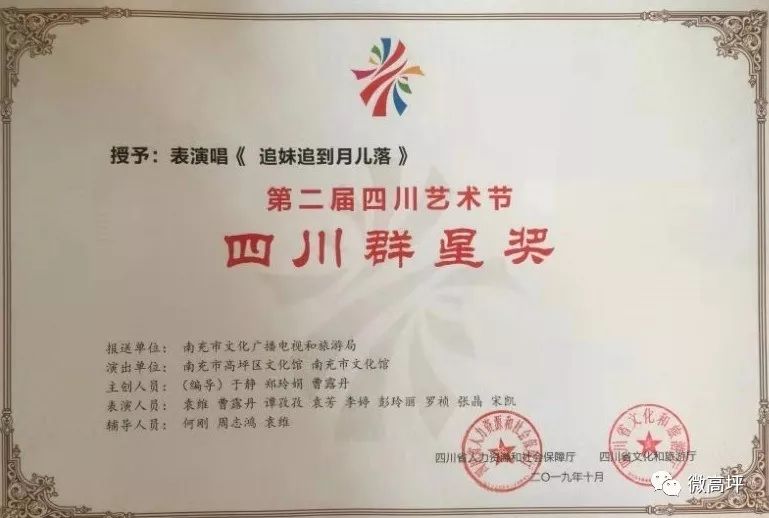 授予：表演唱《 追妹追到月儿落 》
第二届四川艺术节
四川群星奖
报送单位： 南充市文化广播电视和旅游局
演出单位： 南充市高坪区文化馆 南充市文化馆
主创人员：（编导）于静 郑玲娟 曹露丹
表演人员： 袁维 曹露丹 谭孜孜 袁芳 李婷 彭玲丽 罗祯 张晶 宋凯
辅导人员： 何刚 周志鸿 袁维
四川省人力资源和社会保障厅 四川省文化和旅游厅
二〇一九年十月
微高坪